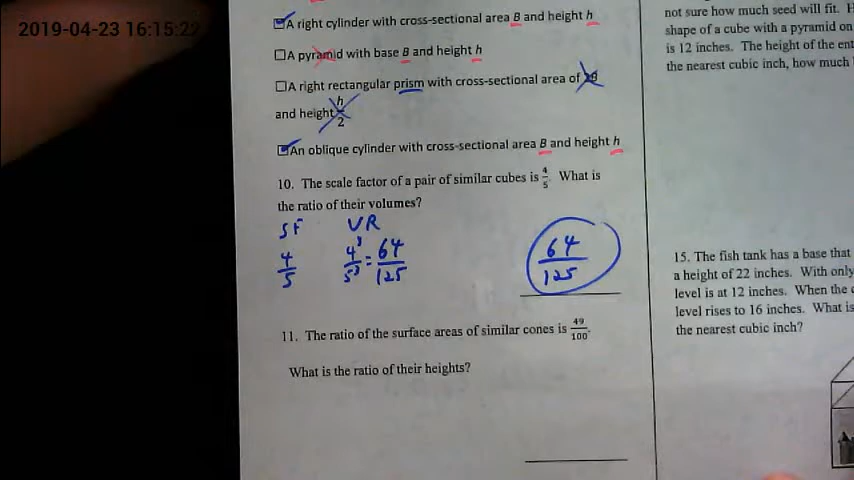 2019-04-23 16:15:22
A right cylinder with cross-sectional area B and height h
A pyramid with base B and height h
A right rectangular prism with cross-sectional area of
and height h/2
An oblique cylinder with cross-sectional area B and height h
10. The scale factor of a pair of similar cubes is 4/5. What is
the ratio of their volumes?
SF VR
4/5 4³/5³ = 64/125
64/125
11. The ratio of the surface areas of similar cones is 49/100.
What is the ratio of their heights?
not sure how much seed will fit.
shape of a cube with a pyramid on
is 12 inches. The height of the ent
the nearest cubic inch, how much
15. The fish tank has a base that
a height of 22 inches. With only
level is at 12 inches. When the
level rises to 16 inches. What is
the nearest cubic inch?